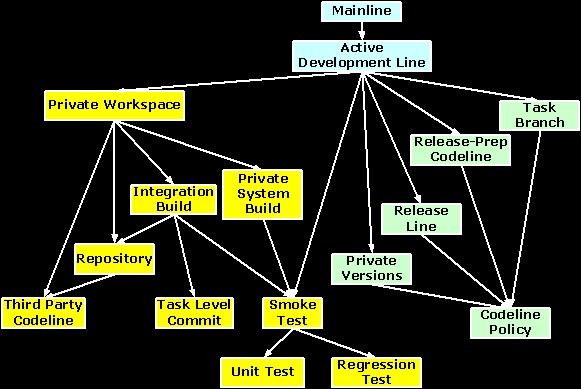 Mainline
Active
Development Line
Private Workspace
Task
Branch
Release-Prep
Codeline
Integration
Build
Private
System
Build
Release
Line
Repository
Private
Versions
Third Party
Codeline
Task Level
Commit
Smoke
Test
Codeline
Policy
Unit Test
Regression
Test